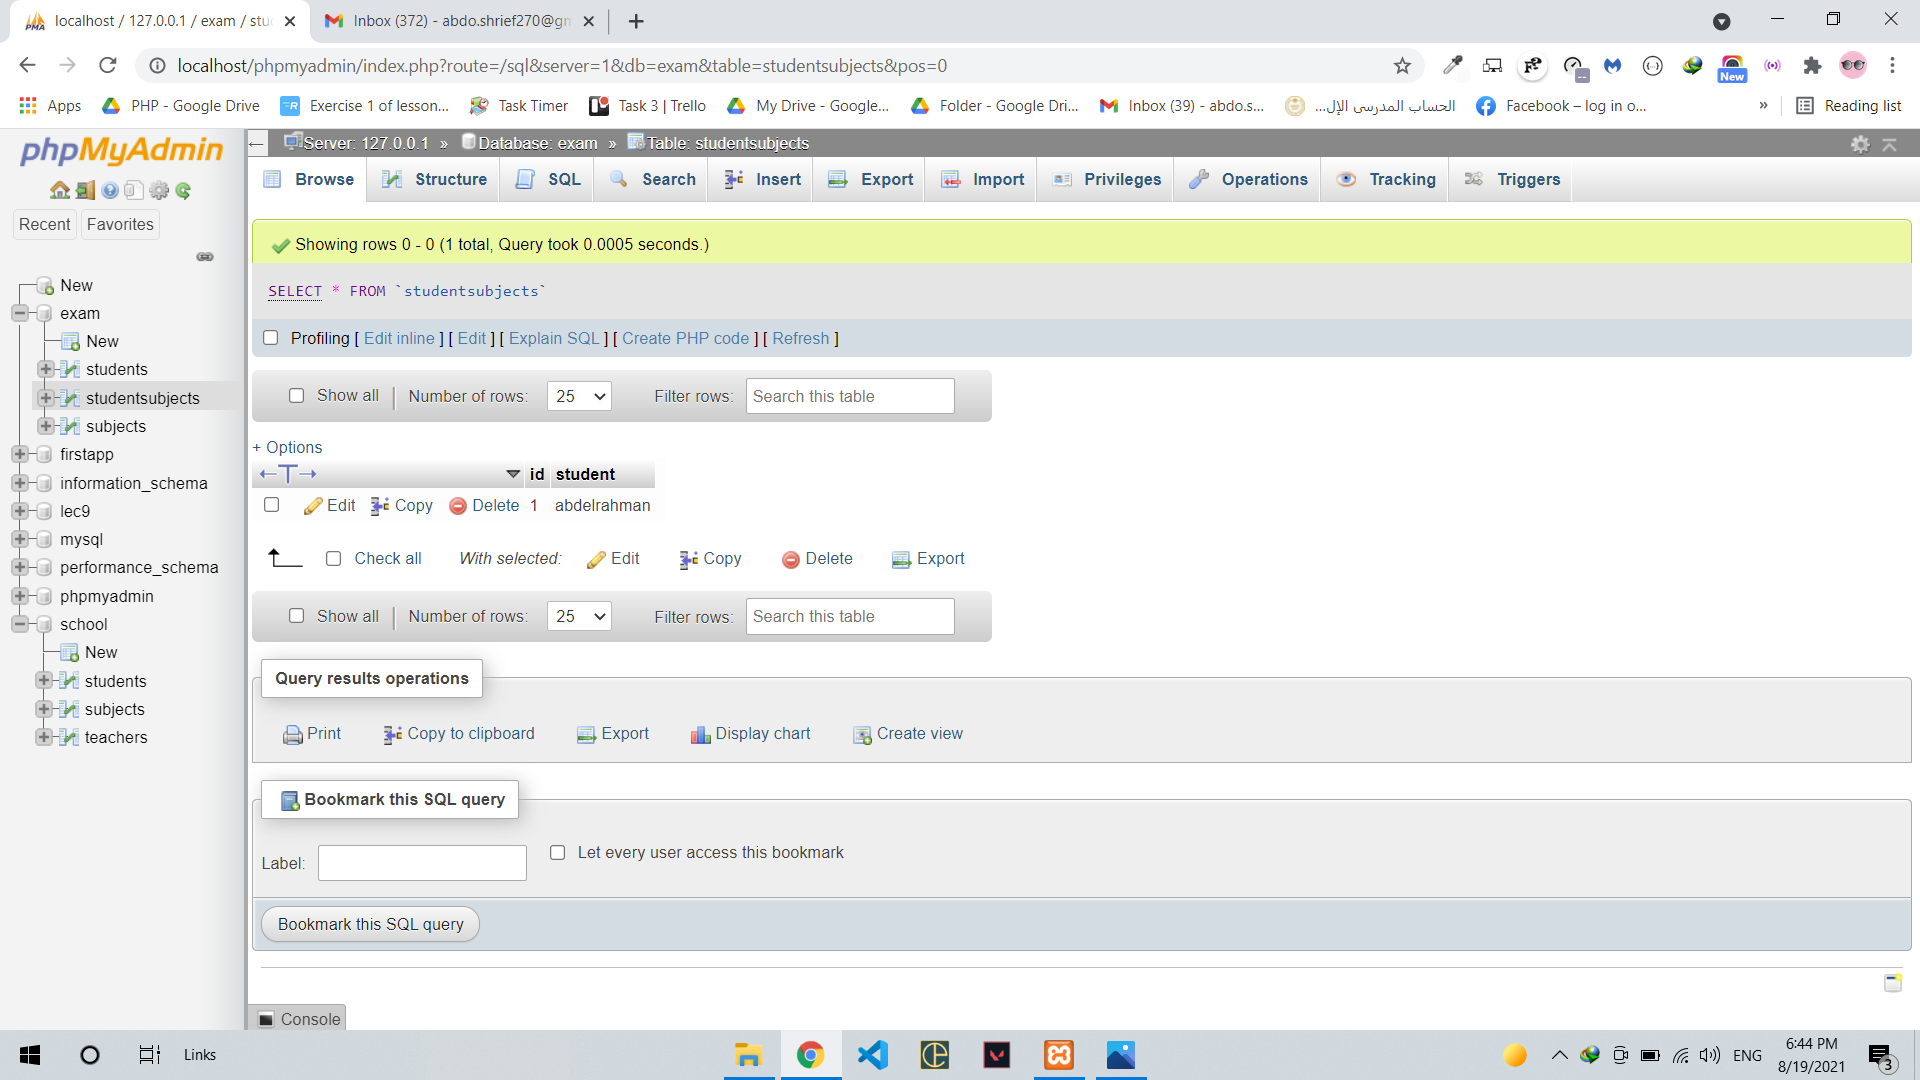 localhost / 127.0.0.1 / exam / stu
Inbox (372) - abdo.shrief270@gm
localhost/phpmyadmin/index.php?route=/sql&server=1&db=exam&table=studentsubjects&pos=0
New
Apps
PHP - Google Drive
Exercise 1 of lesson...
Task Timer
Task 3 | Trello
My Drive - Google...
Folder - Google Dri...
Inbox (39) - abdo.s...
الحساب المدرسى الإل...
Facebook – log in o...
»
Reading list
phpMyAdmin
Recent
Favorites
New
exam
New
students
studentsubjects
subjects
firstapp
information_schema
lec9
mysql
performance_schema
phpmyadmin
school
New
students
subjects
teachers
Server: 127.0.0.1 » Database: exam » Table: studentsubjects
Browse
Structure
SQL
Search
Insert
Export
Import
Privileges
Operations
Tracking
Triggers
Showing rows 0 - 0 (1 total, Query took 0.0005 seconds.)
SELECT * FROM `studentsubjects`
Profiling [ Edit inline ] [ Edit ] [ Explain SQL ] [ Create PHP code ] [ Refresh ]
Show all
Number of rows: 25
Filter rows: Search this table
+ Options
id student
Edit Copy Delete 1 abdelrahman
Check all With selected: Edit Copy Delete Export
Show all
Number of rows: 25
Filter rows: Search this table
Query results operations
Print
Copy to clipboard
Export
Display chart
Create view
Bookmark this SQL query
Label:
Let every user access this bookmark
Bookmark this SQL query
Console
Links
ENG
6:44 PM
8/19/2021
3